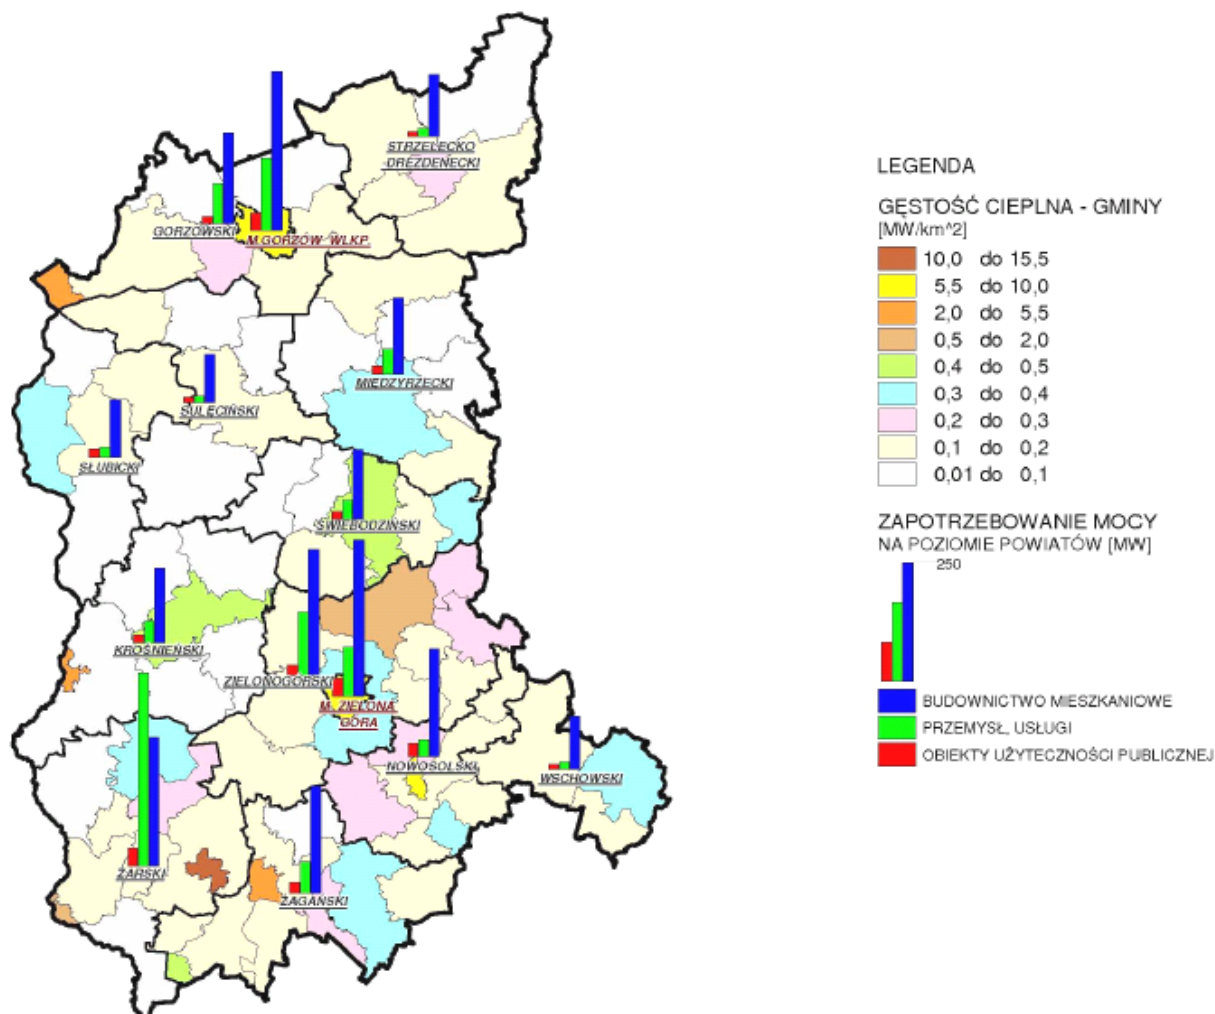 STRZELECKO
DREZDENECKI
GORZOWSKI
M.GORZÓW WLKP.
MIĘDZYRZECKI
SULĘCIŃSKI
SŁUBICKI
ŚWIEBODZIŃSKI
KROŚNIEŃSKI
ZIELONOGÓRSKI
M. ZIELONA
GÓRA
NOWOSOLSKI
WSCHOWSKI
ŻARSKI
ŻAGAŃSKI
LEGENDA
GĘSTOŚĆ CIEPLNA - GMINY
[MW/km^2]
10,0 do 15,5
5,5 do 10,0
2,0 do 5,5
0,5 do 2,0
0,4 do 0,5
0,3 do 0,4
0,2 do 0,3
0,1 do 0,2
0,01 do 0,1
ZAPOTRZEBOWANIE MOCY
NA POZIOMIE POWIATÓW [MW]
250
BUDOWNICTWO MIESZKANIOWE
PRZEMYSŁ, USŁUGI
OBIEKTY UŻYTECZNOŚCI PUBLICZNEJ